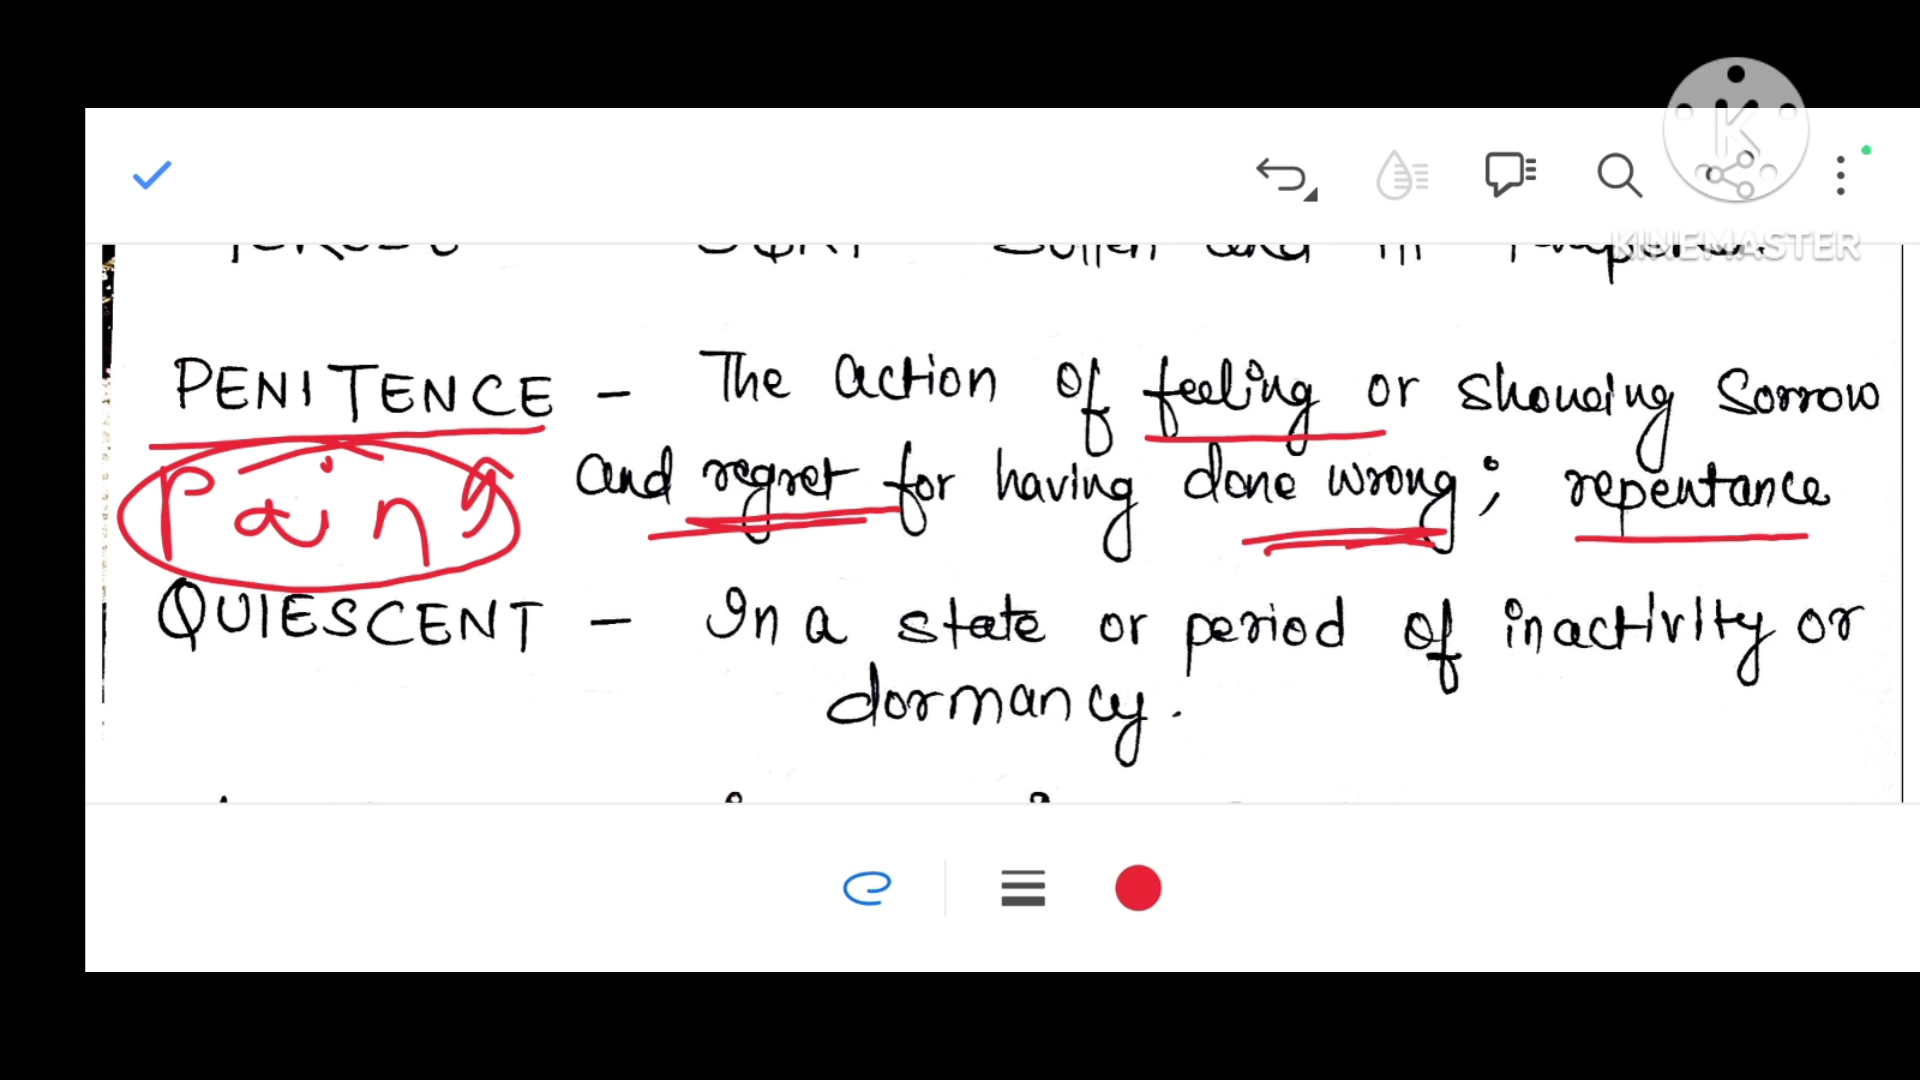 KINEMASTER
PENITENCE - The action of feeling or showing sorrow
Pain and regret for having done wrong; repentance
QUIESCENT - In a state or period of inactivity or
dormancy.